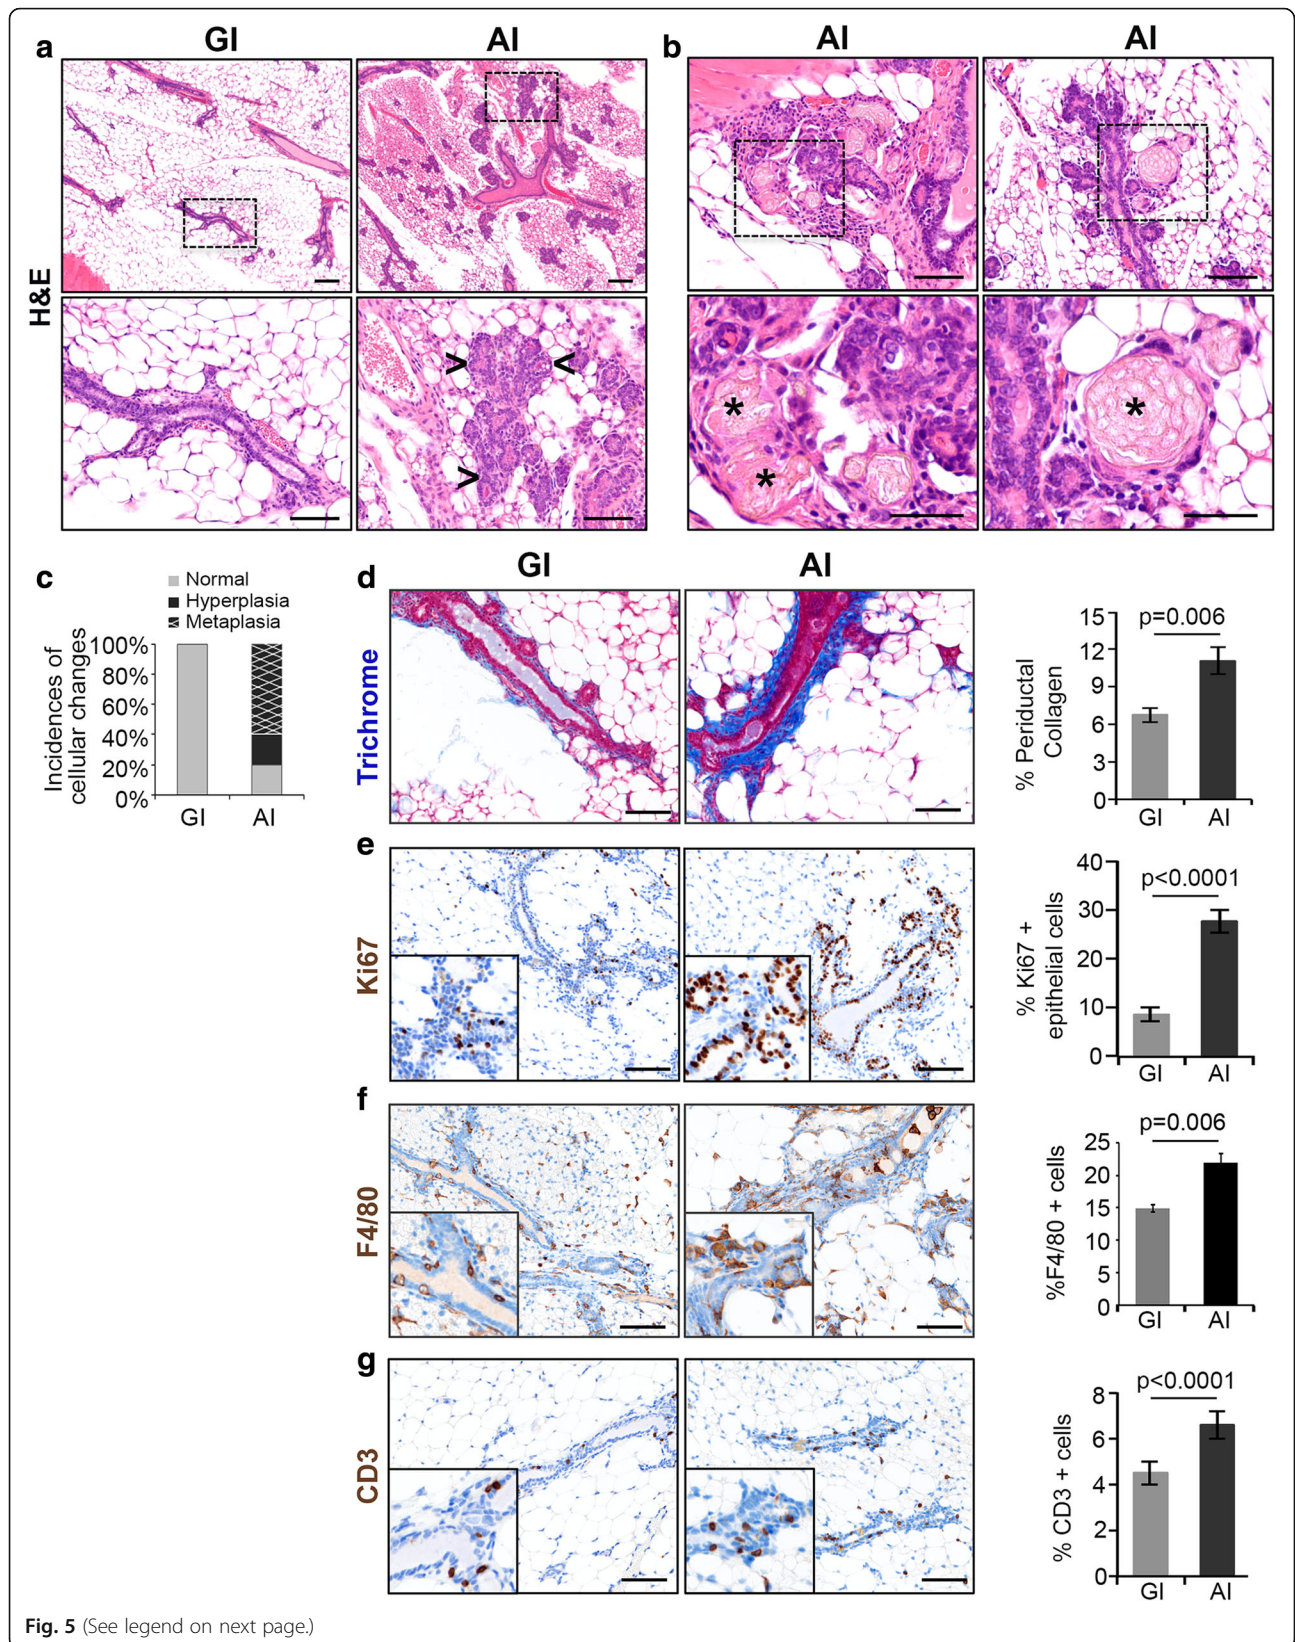 a
GI
AI
b
AI
AI
H&E
>
<
>
*
*
*
c
Normal
Hyperplasia
Metaplasia
Incidences of
cellular changes
100%
80%
60%
40%
20%
0%
GI
AI
d
GI
AI
Trichrome
% Periductal
Collagen
15
12
9
6
3
0
p=0.006
GI
AI
e
Ki67
% Ki67 +
epithelial cells
40
30
20
10
0
p<0.0001
GI
AI
f
F4/80
%F4/80 + cells
25
20
15
10
5
0
p=0.006
GI
AI
g
CD3
% CD3 + cells
8
6
4
2
0
p<0.0001
GI
AI
Fig. 5 (See legend on next page.)